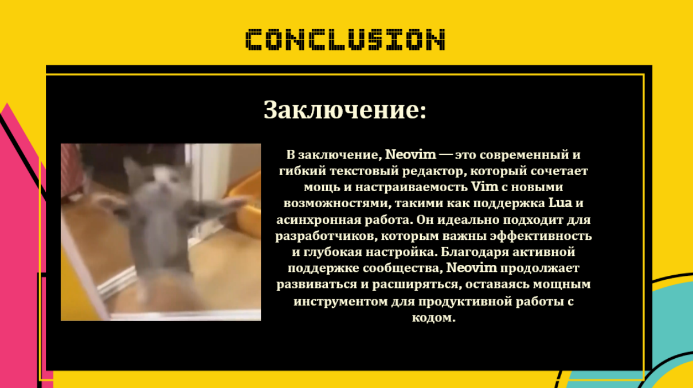 CONCLUSION
Заключение:
В заключение, Neovim — это современный и
гибкий текстовый редактор, который сочетает
мощь и настраиваемость Vim с новыми
возможностями, такими как поддержка Lua и
асинхронная работа. Он идеально подходит для
разработчиков, которым важны эффективность
и глубокая настройка. Благодаря активной
поддержке сообщества, Neovim продолжает
развиваться и расширяться, оставаясь мощным
инструментом для продуктивной работы с
кодом.